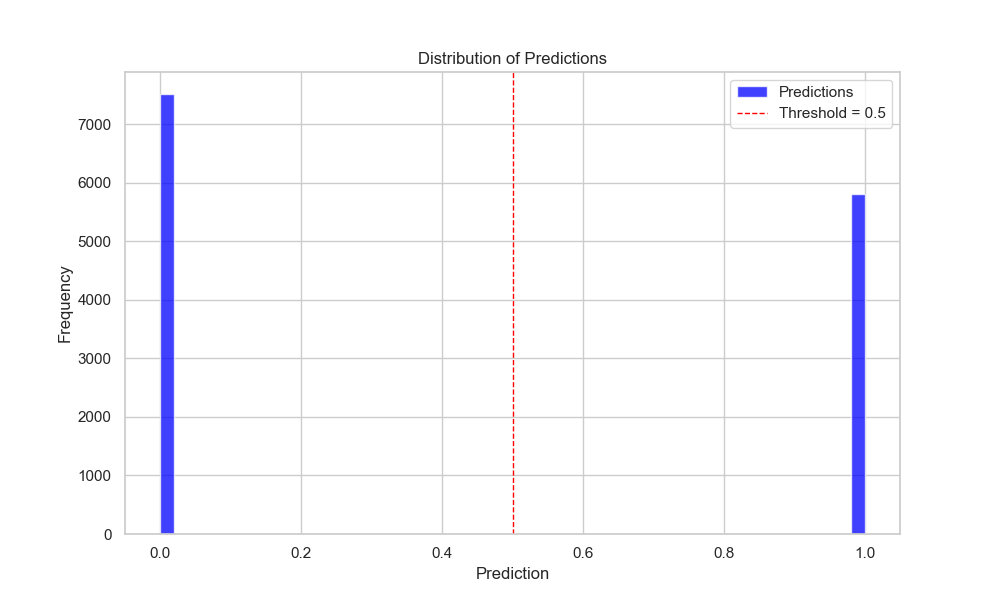 Distribution of Predictions
Predictions
Threshold = 0.5
7000
6000
5000
4000
3000
2000
1000
0
Frequency
0.0 0.2 0.4 0.6 0.8 1.0
Prediction